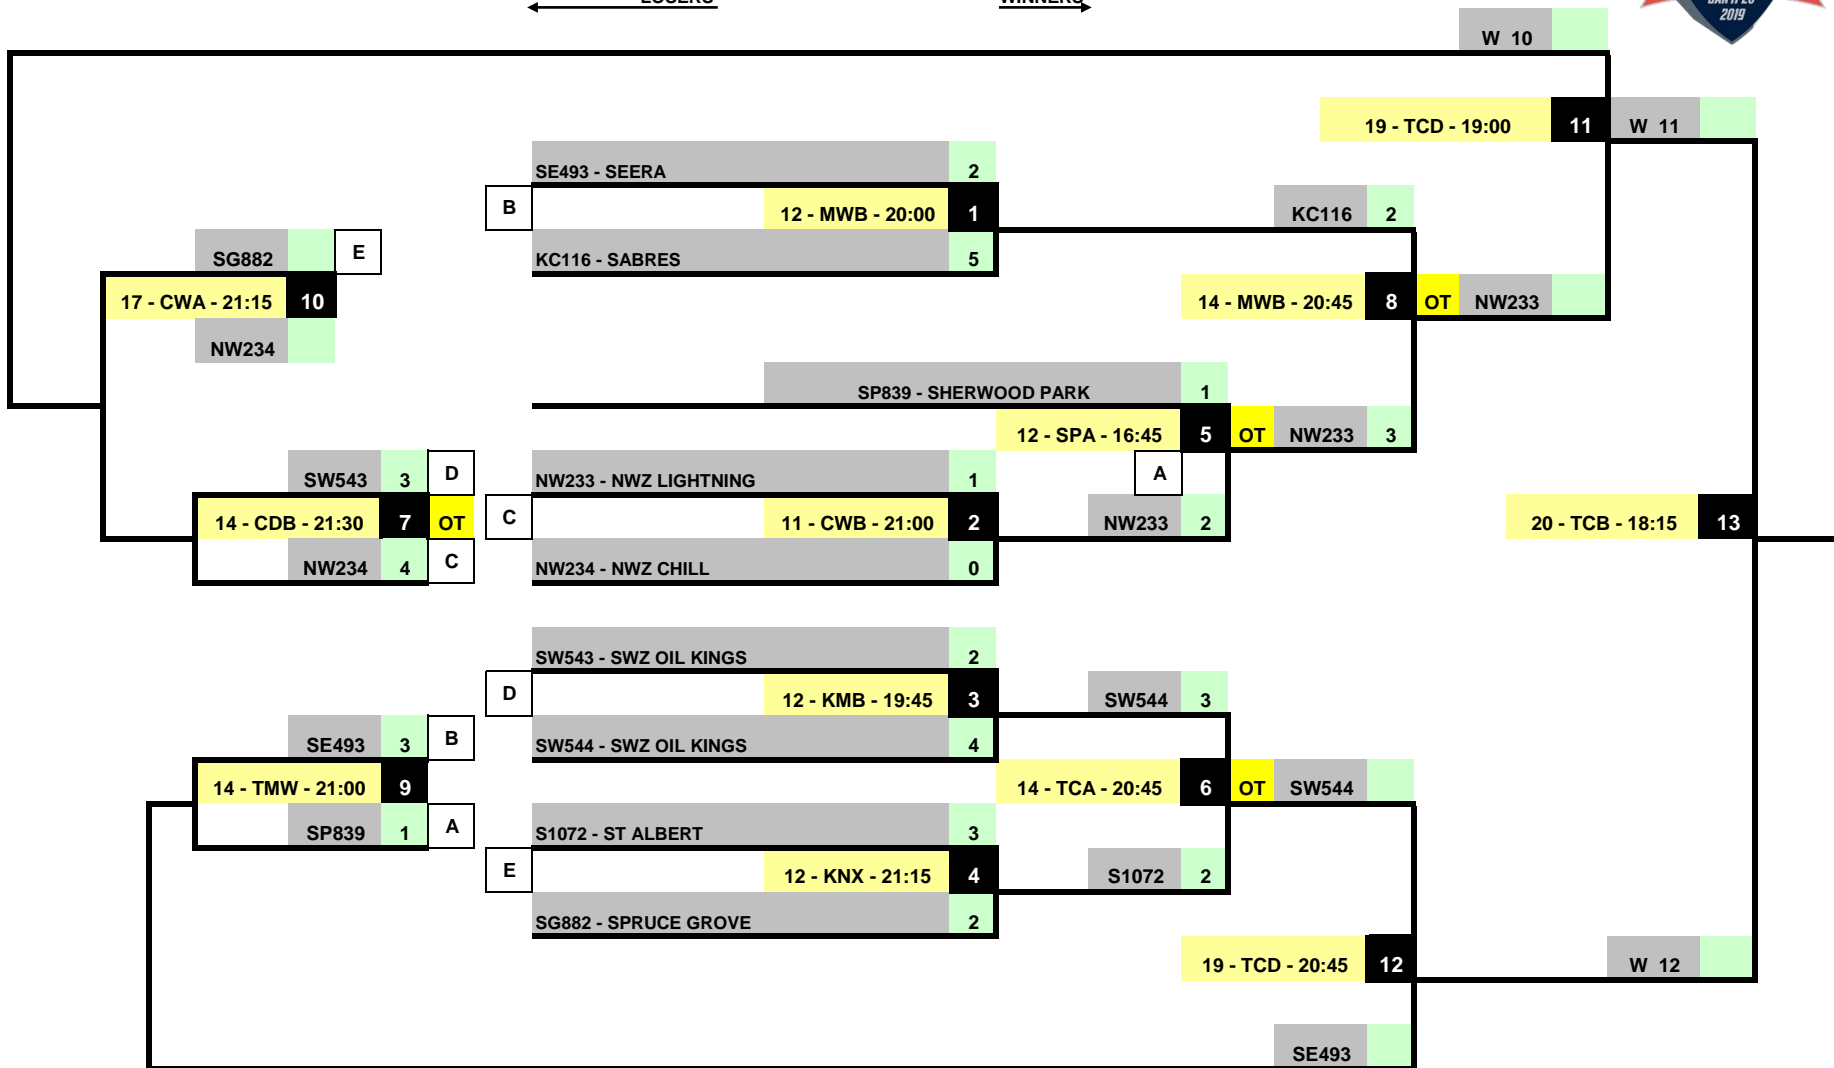 LOSERS
WINNERS
2019
W 10
19 - TCD - 19:00 11 W 11
SE493 - SEERA 2
B 12 - MWB - 20:00 1 KC116 2
SG882 E KC116 - SABRES 5
17 - CWA - 21:15 10 14 - MWB - 20:45 8 OT NW233
NW234
SP839 - SHERWOOD PARK 1
12 - SPA - 16:45 5 OT NW233 3
SW543 3 D NW233 - NWZ LIGHTNING 1 A
14 - CDB - 21:30 7 OT C 11 - CWB - 21:00 2 NW233 2 20 - TCB - 18:15 13
NW234 4 C NW234 - NWZ CHILL 0
SW543 - SWZ OIL KINGS 2
D 12 - KMB - 19:45 3 SW544 3
SE493 3 B SW544 - SWZ OIL KINGS 4
14 - TMW - 21:00 9 14 - TCA - 20:45 6 OT SW544
SP839 1 A S1072 - ST ALBERT 3
E 12 - KNX - 21:15 4 S1072 2
SG882 - SPRUCE GROVE 2
19 - TCD - 20:45 12 W 12
SE493